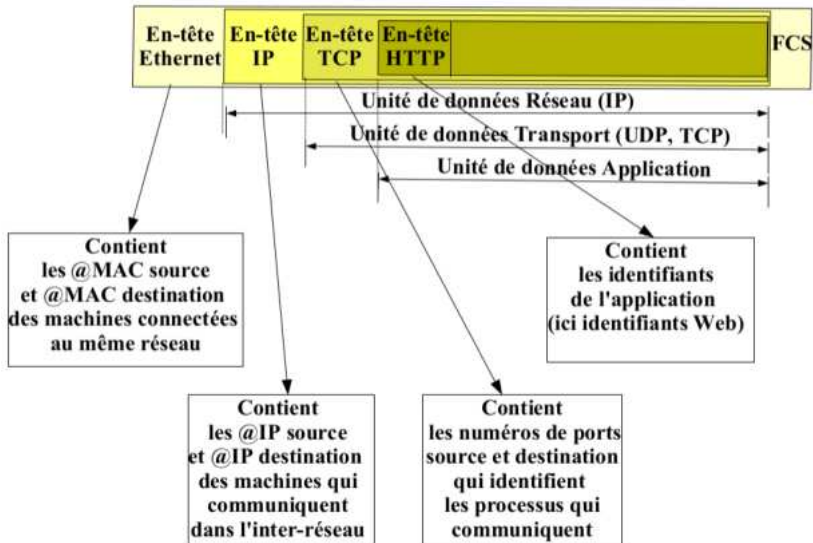 En-tête Ethernet
En-tête IP
En-tête TCP
En-tête HTTP
FCS
Unité de données Réseau (IP)
Unité de données Transport (UDP, TCP)
Unité de données Application
Contient
les @MAC source
et @MAC destination
des machines connectées
au même réseau
Contient
les identifiants
de l'application
(ici identifiants Web)
Contient
les @IP source
et @IP destination
des machines qui
communiquent
dans l'inter-réseau
Contient
les numéros de ports
source et destination
qui identifient
les processus qui
communiquent